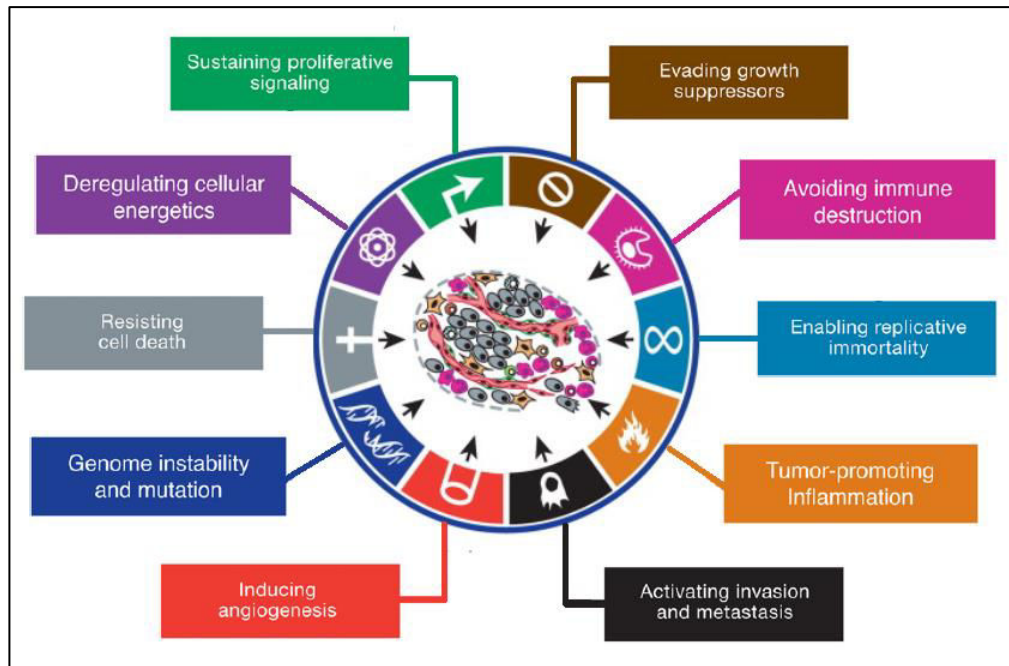 Sustaining proliferative
signaling
Evading growth
suppressors
Deregulating cellular
energetics
Avoiding immune
destruction
Resisting
cell death
Enabling replicative
immortality
Genome instability
and mutation
Tumor-promoting
Inflammation
Inducing
angiogenesis
Activating invasion
and metastasis